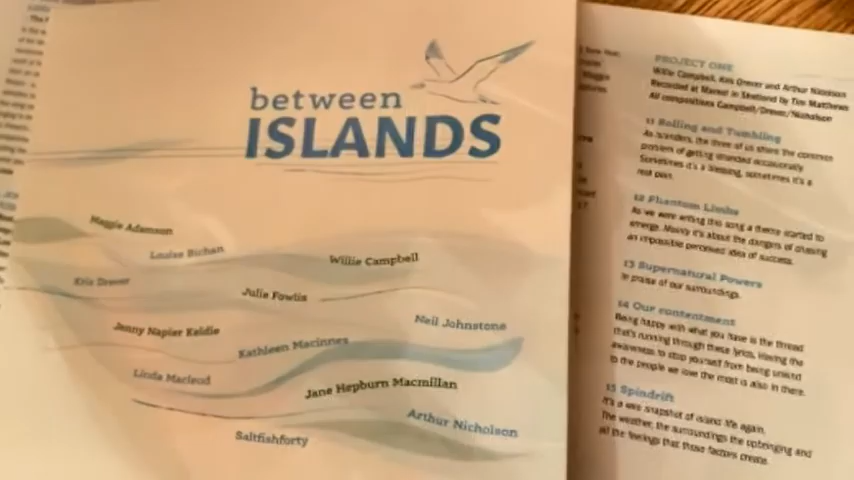 between
ISLANDS
Maggie Adamson
Louise Bichan
Willie Campbell
Kris Drever
Julie Fowlis
Neil Johnstone
Jenny Napier Keldie
Kathleen Macinnes
Linda Macleod
Jane Hepburn Macmillan
Arthur Nicholson
Saltfishforty
PROJECT ONE
Willie Campbell, Kris Drever and Arthur Nicolson
Recorded at Mareel in Shetland by Tim Matthews
All compositions Campbell/Drever/Nicholson
11 Rolling and Tumbling
As islanders, the three of us share the common
problem of getting stranded occasionally.
Sometimes it's a blessing, sometimes it's a
real pain.
12 Phantom Limbs
As we were writing this song a theme started to
emerge. Mostly it's about the dangers of chasing
an impossible perceived idea of success.
13 Supernatural Powers
In praise of our surroundings.
14 Our contentment
Being happy with what you have is the thread
that's running through these lyrics. Having the
awareness to stop yourself from being unkind
to the people we love the most is also in there.
15 Spindrift
It's a wee snapshot of island life again.
The weather, the surroundings the upbringing and
all the feelings that those factors create.